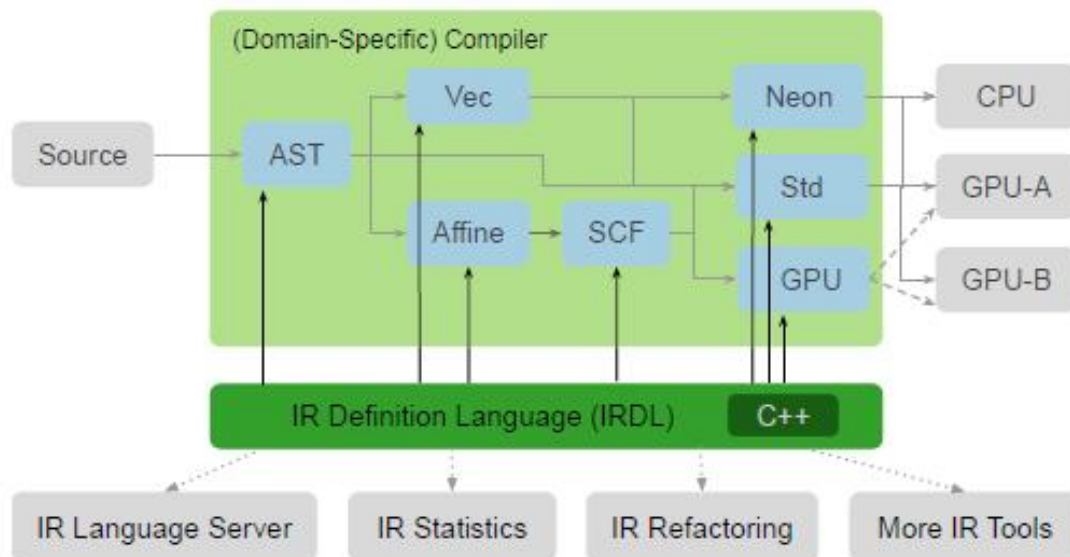 (Domain-Specific) Compiler
Vec
Neon
CPU
Source
AST
Std
GPU-A
Affine
SCF
GPU
GPU-B
IR Definition Language (IRDL)
C++
IR Language Server
IR Statistics
IR Refactoring
More IR Tools